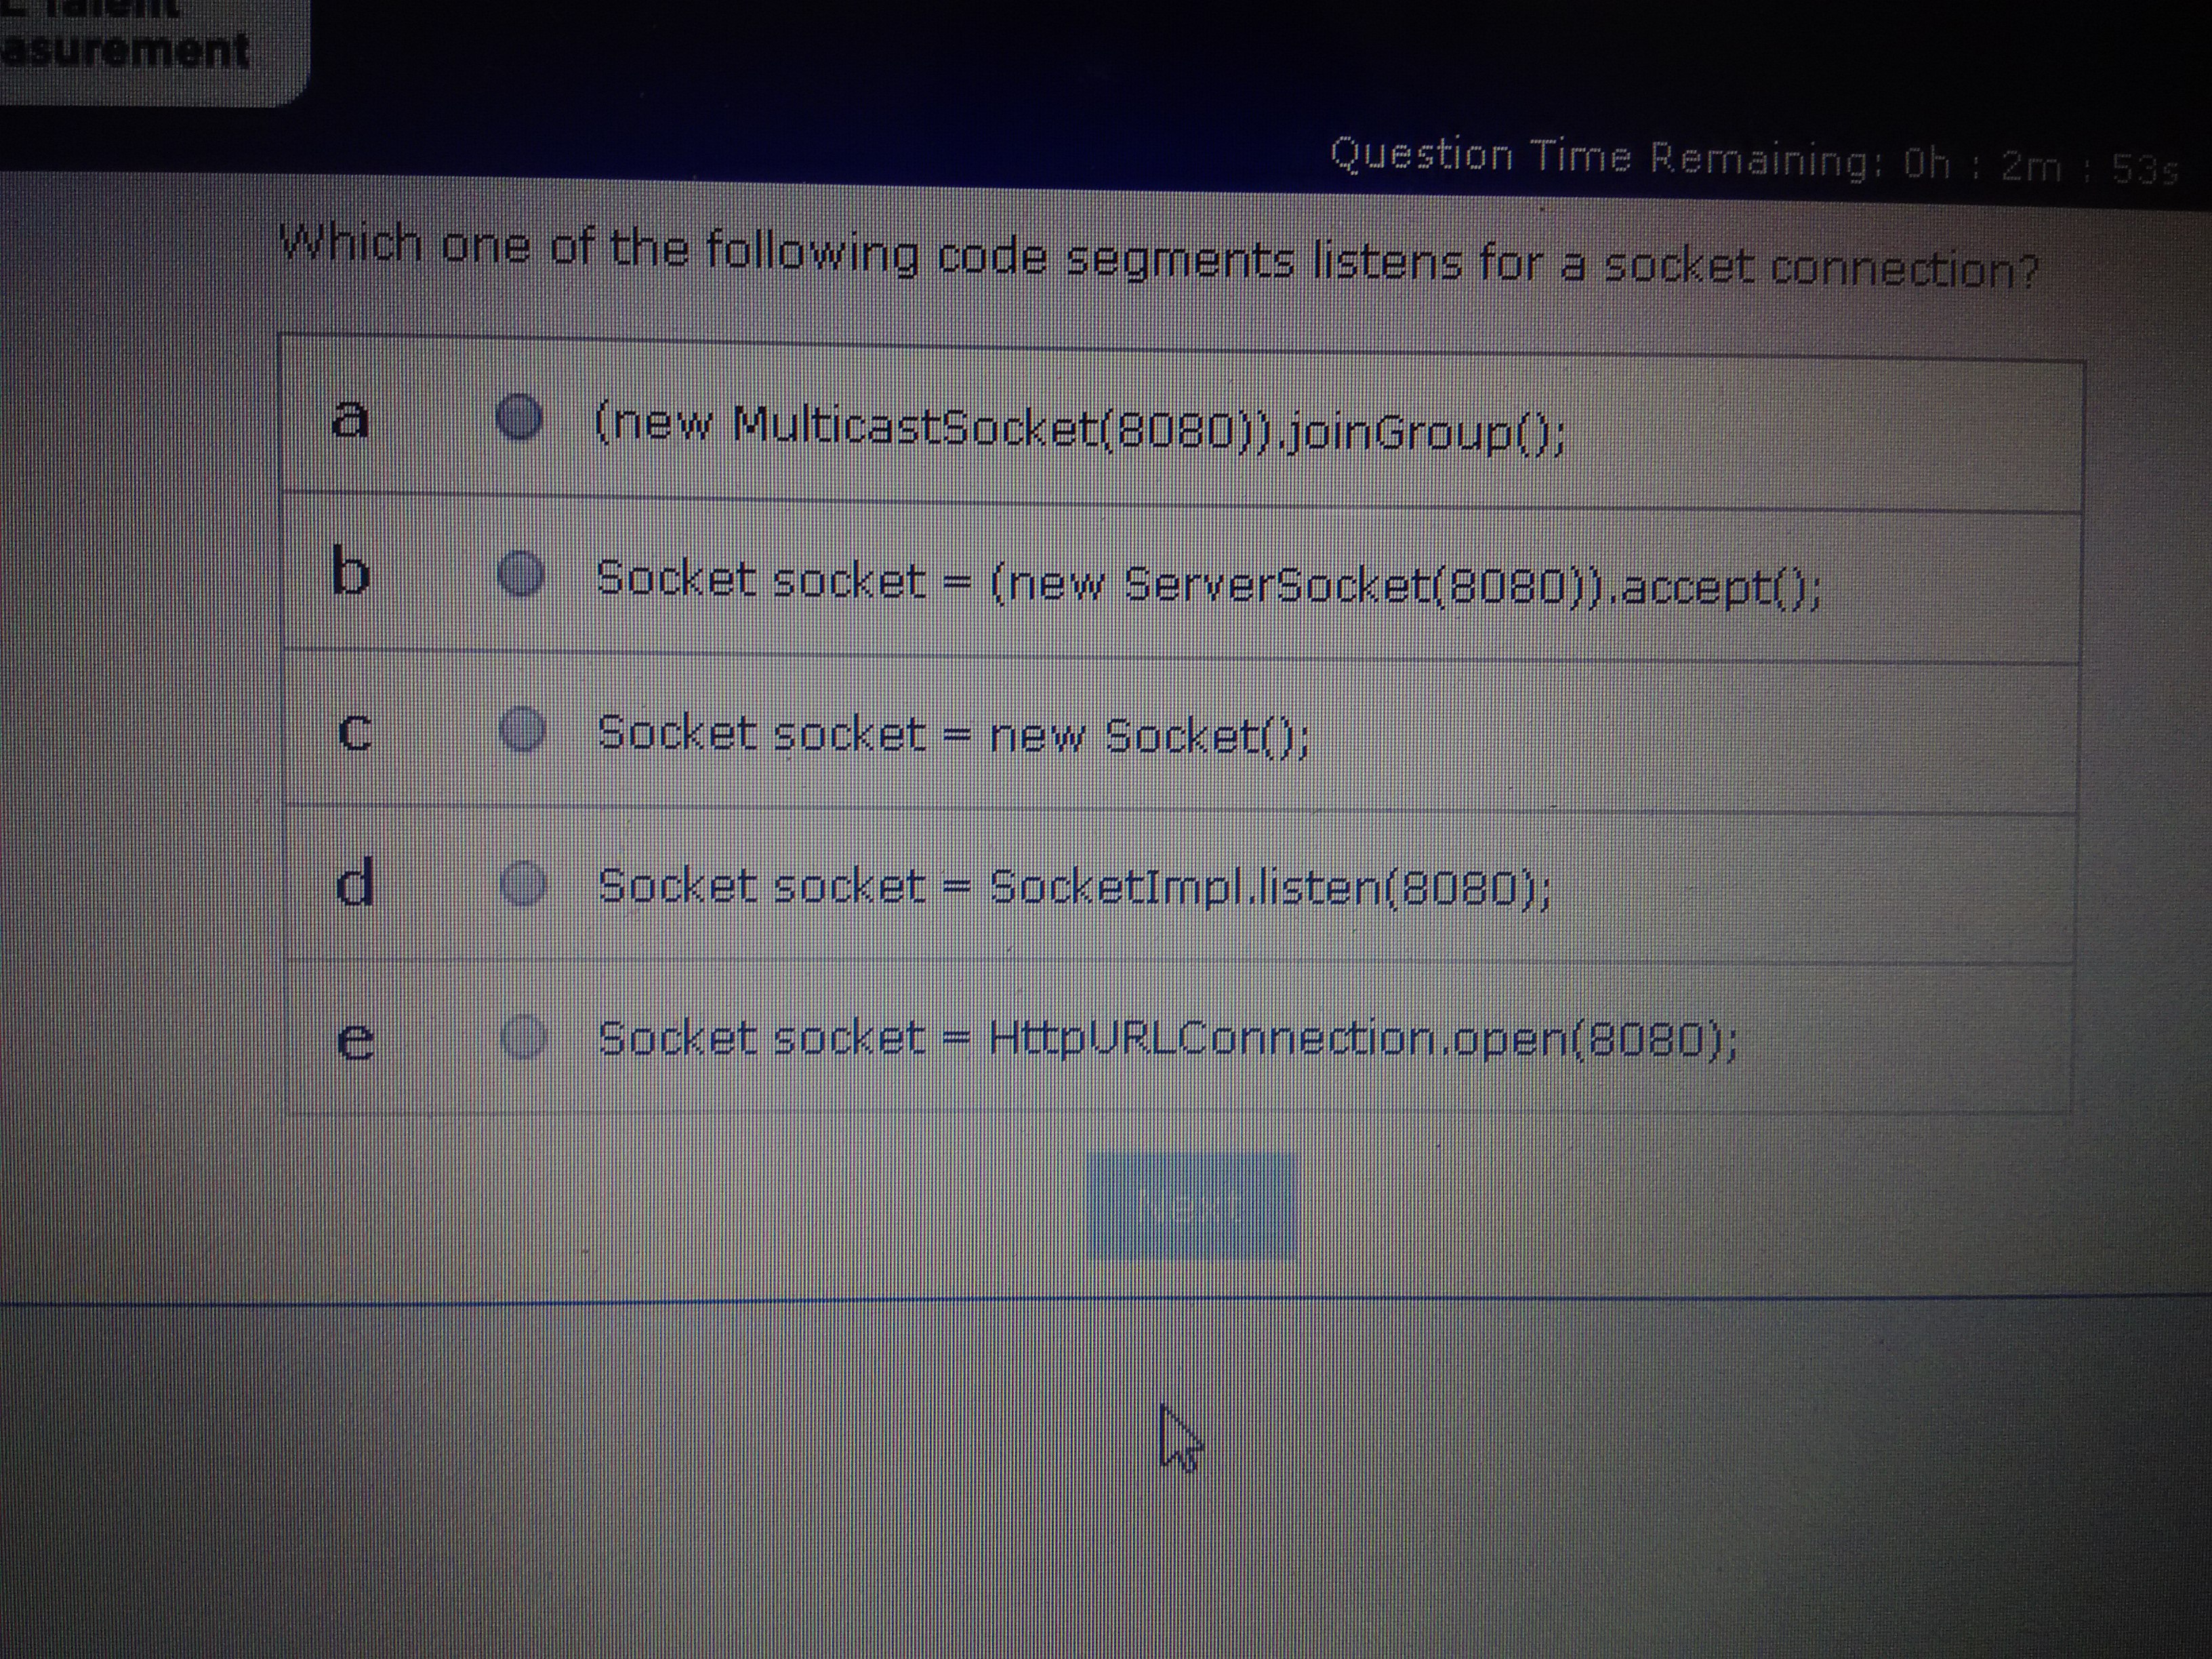 asurement
Question Time Remaining: 0h : 2m : 53s
Which one of the following code segments listens for a socket connection?
a (new MulticastSocket(8080)).joinGroup();
b Socket socket = (new ServerSocket(8080)).accept();
c Socket socket = new Socket();
d Socket socket = SocketImpl.listen(8080);
e Socket socket = HttpURLConnection.open(8080);
Next